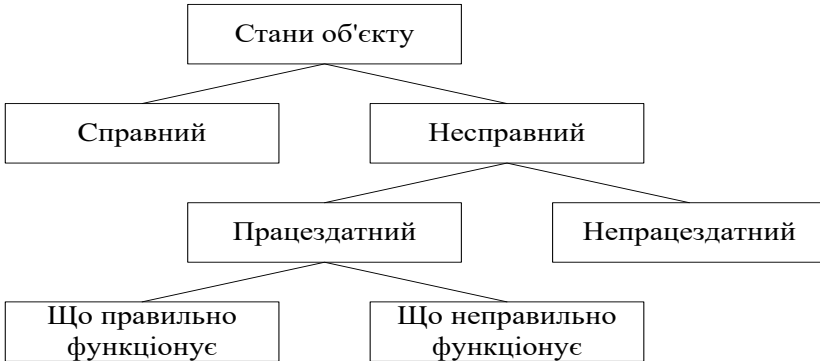 Стани об'єкту
Справний
Несправний
Працездатний
Непрацездатний
Що правильно
функціонує
Що неправильно
функціонує